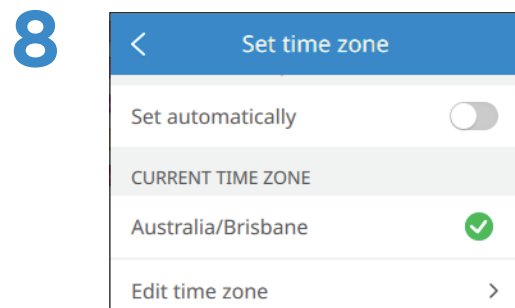 8
Set time zone
Set automatically
CURRENT TIME ZONE
Australia/Brisbane
Edit time zone